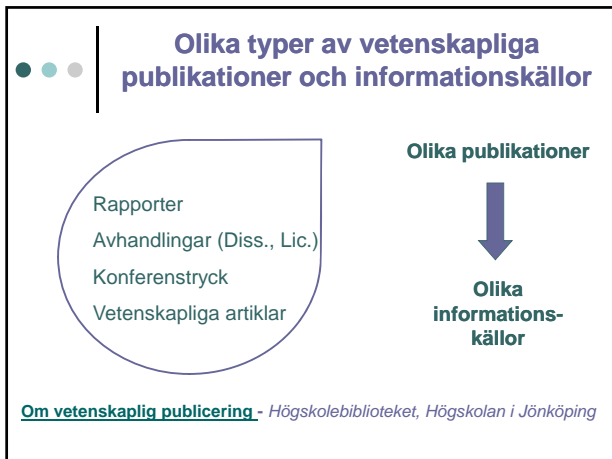 Olika typer av vetenskapliga
publikationer och informationskällor
Rapporter
Avhandlingar (Diss., Lic.)
Konferenstryck
Vetenskapliga artiklar
Olika publikationer
Olika
informations-
källor
Om vetenskaplig publicering - Högskolebiblioteket, Högskolan i Jönköping